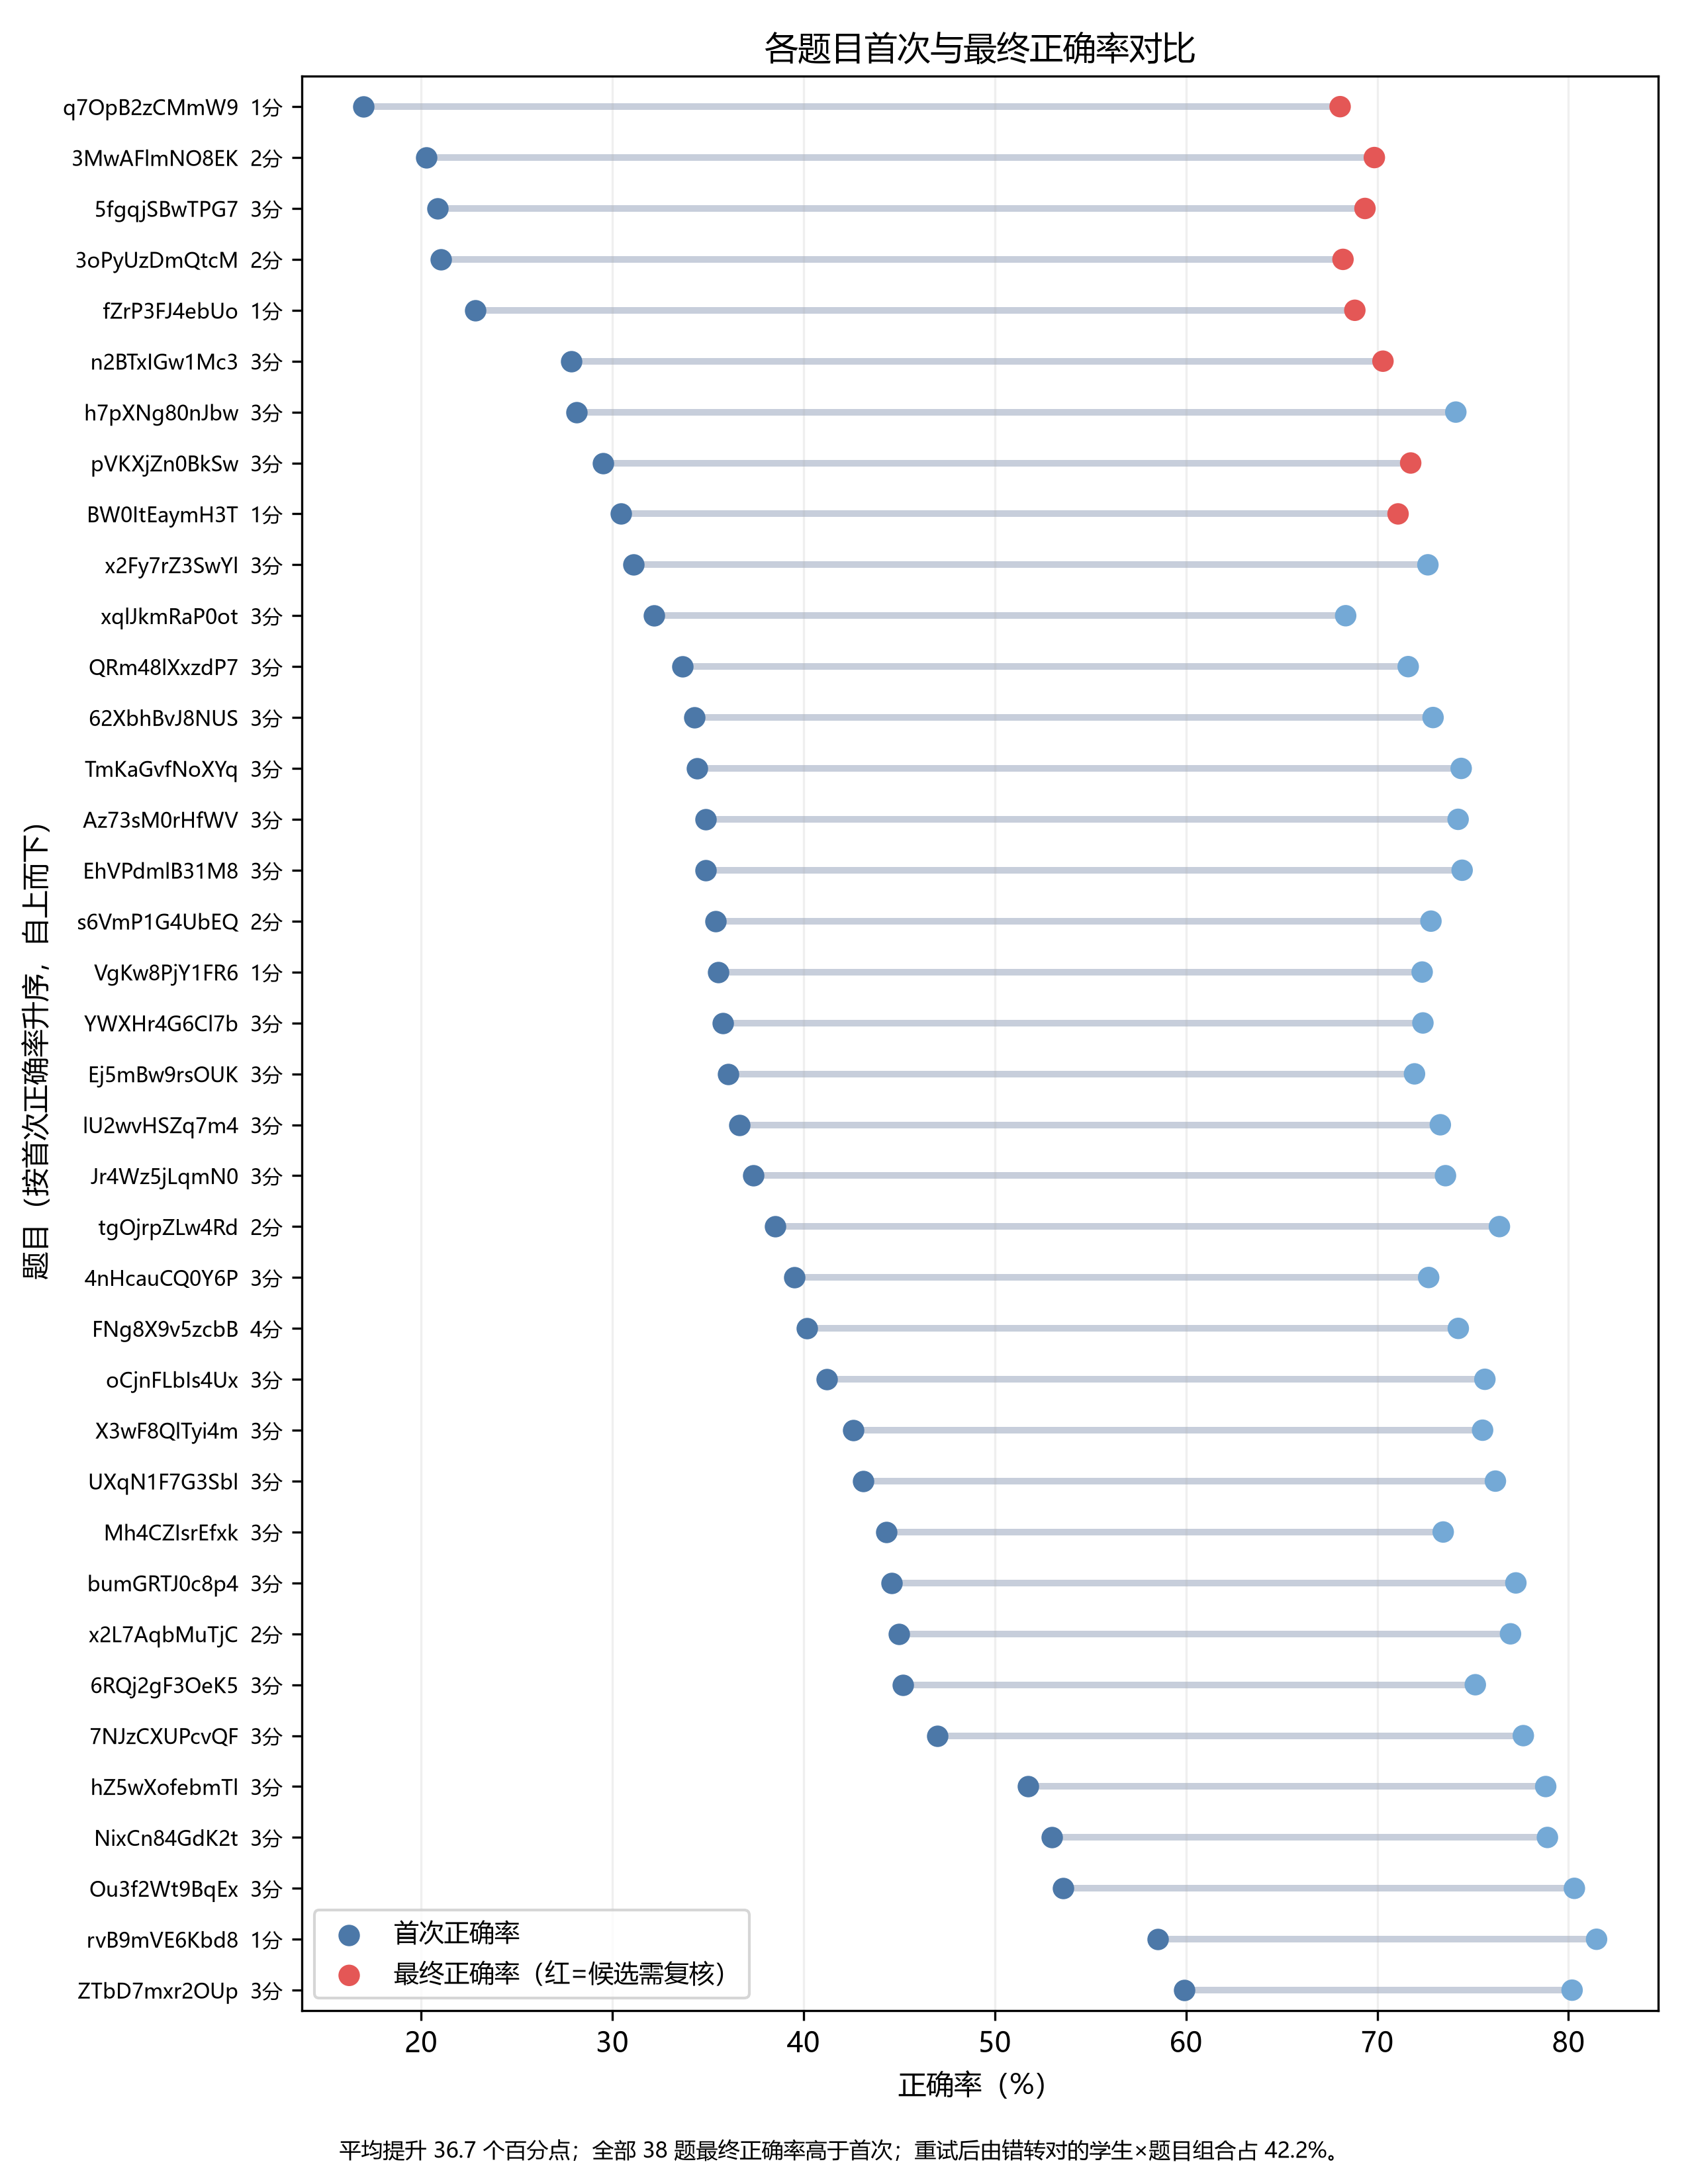 各题目首次与最终正确率对比
q7OpB2zCMmW9 1分
3MwAFlmNO8EK 2分
5fgqjSBwTPG7 3分
3oPyUzDmQtcM 2分
fZrP3FJ4ebUo 1分
n2BTxlGw1Mc3 3分
h7pXNg80nJbw 3分
pVKXjZn0BkSw 3分
BW0ltEaymH3T 1分
x2Fy7rZ3SwYl 3分
xqlJkmRaP0ot 3分
QRm48lXxzdP7 3分
62XbhBvJ8NUS 3分
TmKaGvfNoXYq 3分
Az73sM0rHfWV 3分
EhVPdmlB31M8 3分
s6VmP1G4UbEQ 2分
VgKw8PjY1FR6 1分
YWXHr4G6Cl7b 3分
Ej5mBw9rsOUK 3分
lU2wvHSZq7m4 3分
Jr4Wz5jLqmN0 3分
tgOjrpZLw4Rd 2分
4nHcauCQ0Y6P 3分
FNg8X9v5zcbB 4分
oCjnFLbIs4Ux 3分
X3wF8QlTyi4m 3分
UXqN1F7G3Sbl 3分
Mh4CZIsrEfxk 3分
bumGRTJ0c8p4 3分
x2L7AqbMuTjC 2分
6RQj2gF3OeK5 3分
7NJzCXUPcvQF 3分
hZ5wXofebmTl 3分
NixCn84GdK2t 3分
Ou3f2Wt9BqEx 3分
rvB9mVE6Kbd8 1分
ZTbD7mxr2OUp 3分
题目（按首次正确率升序，自上而下）
首次正确率
最终正确率（红=候选需复核）
20 30 40 50 60 70 80
正确率（%）
平均提升 36.7 个百分点；全部 38 题最终正确率高于首次；重试后由错转对的学生×题目组合占 42.2%。